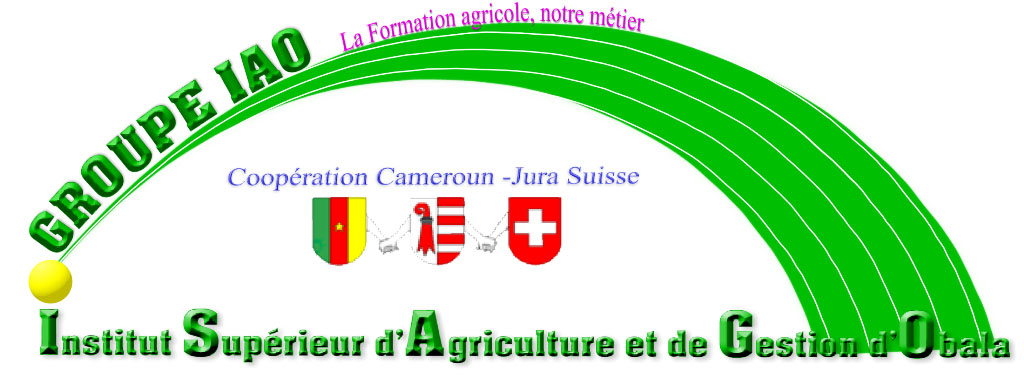 La Formation agricole, notre métier
GROUPE IAO
Coopération Cameroun -Jura Suisse
Institut Supérieur d'Agriculture et de Gestion d'Obala